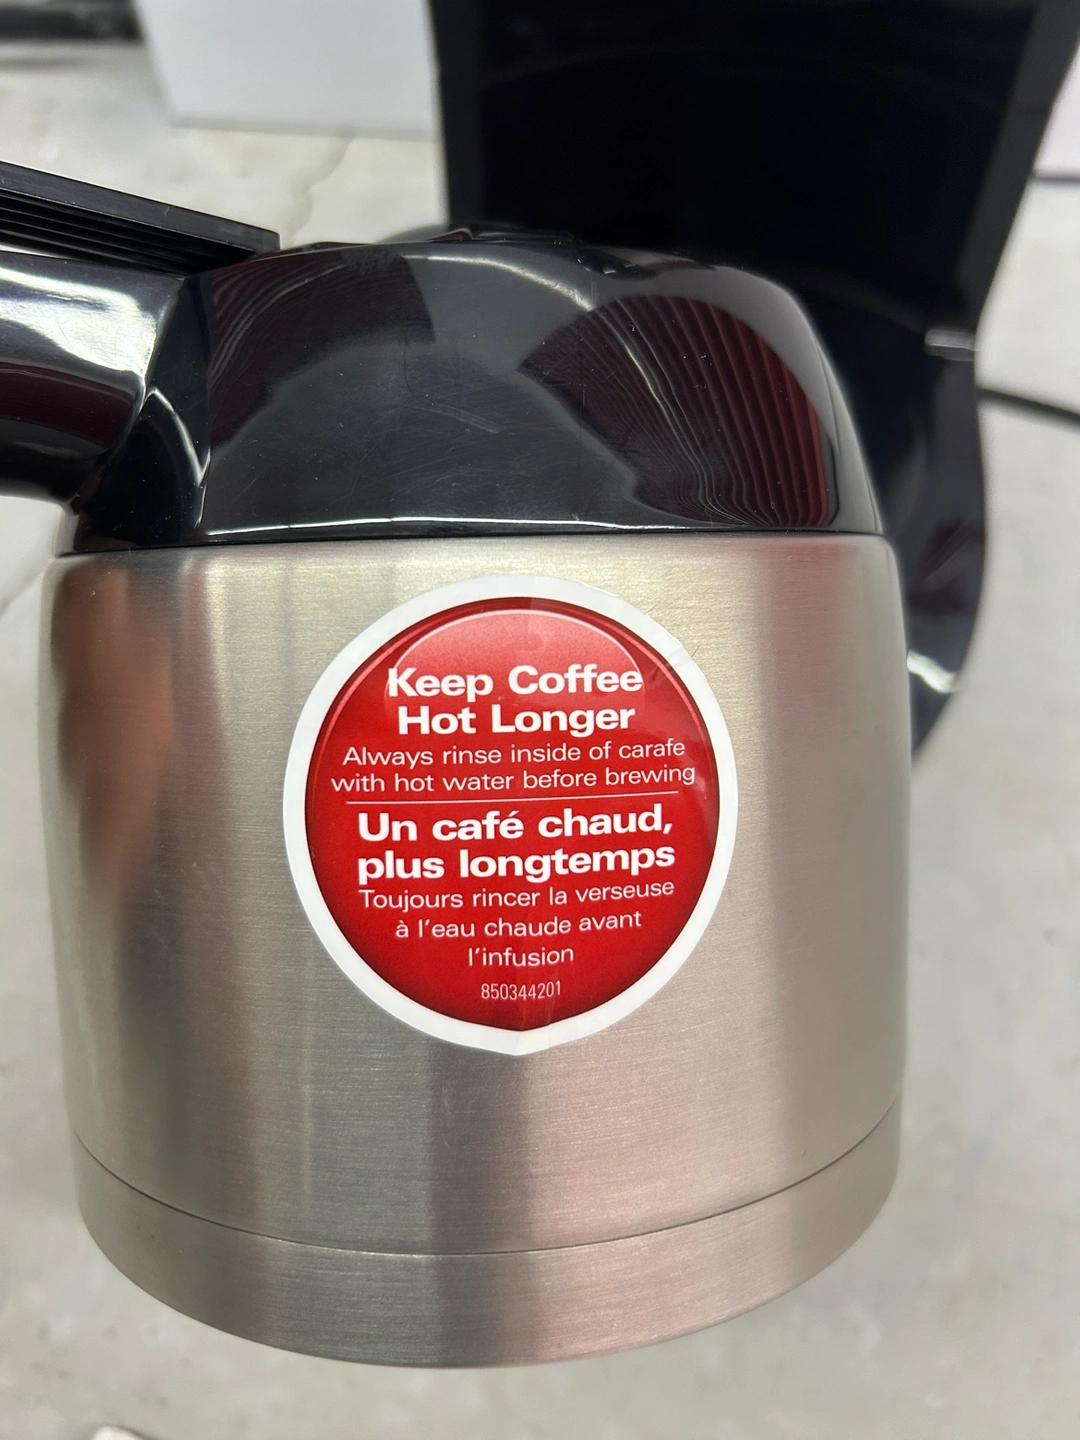 Keep Coffee
Hot Longer
Always rinse inside of carafe
with hot water before brewing
Un café chaud,
plus longtemps
Toujours rincer la verseuse
à l'eau chaude avant
l'infusion
850344201